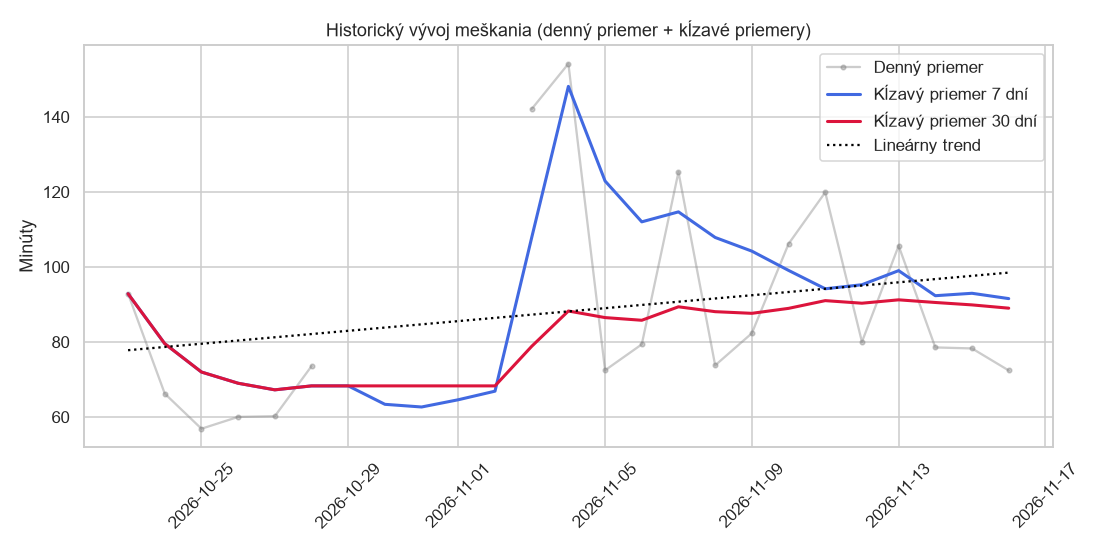 Historický vývoj meškania (denný priemer + kĺzavé priemery)
Denný priemer
Kĺzavý priemer 7 dní
Kĺzavý priemer 30 dní
Lineárny trend
Minúty
140
120
100
80
60
2026-10-25
2026-10-29
2026-11-01
2026-11-05
2026-11-09
2026-11-13
2026-11-17